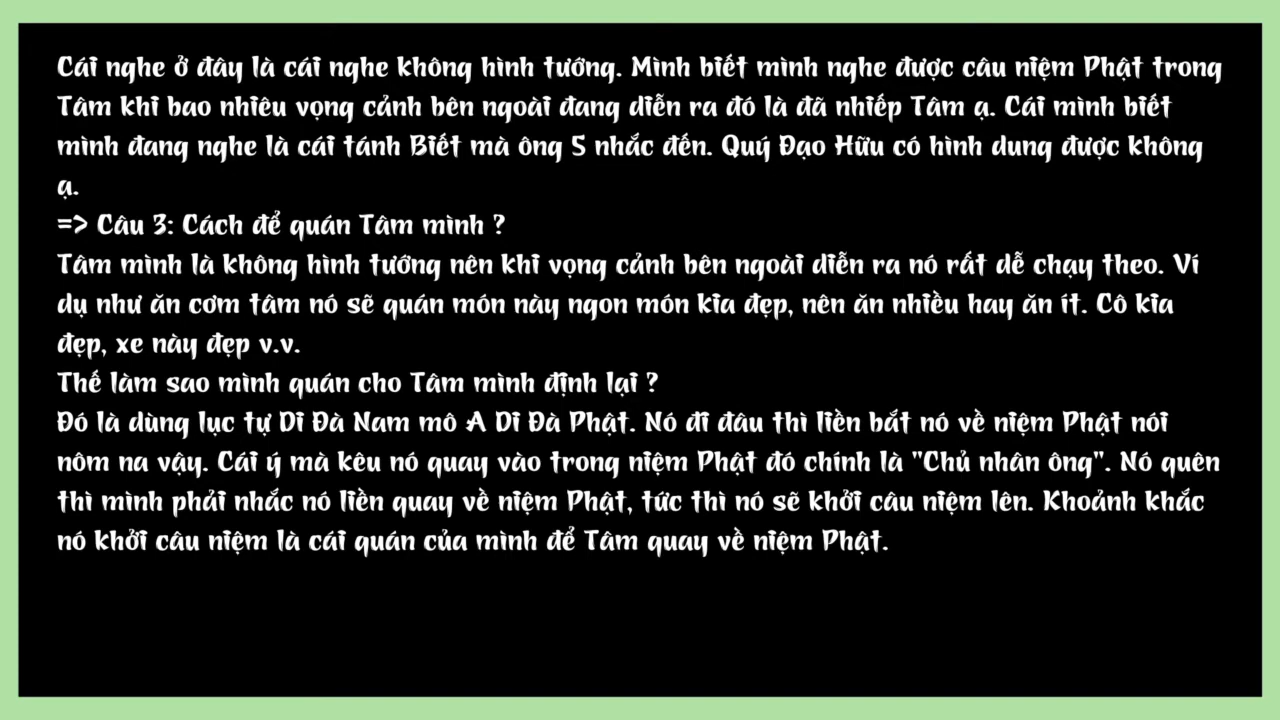 Cái nghe ở đây là cái nghe không hình tướng. Mình biết mình nghe được câu niệm Phật trong
Tâm khi bao nhiêu vọng cảnh bên ngoài đang diễn ra đó là đã nhiếp Tâm ạ. Cái mình biết
mình đang nghe là cái tánh Biết mà ông 5 nhắc đến. Quý Đạo Hữu có hình dung được không
ạ.
=> Câu 3: Cách để quán Tâm mình ?
Tâm mình là không hình tướng nên khi vọng cảnh bên ngoài diễn ra nó rất dễ chạy theo. Ví
dụ như ăn cơm tâm nó sẽ quán món này ngon món kia đẹp, nên ăn nhiều hay ăn ít. Cô kia
đẹp, xe này đẹp v.v.
Thế làm sao mình quán cho Tâm mình định lại ?
Đó là dùng lục tự Di Đà Nam mô A Di Đà Phật. Nó đi đâu thì liền bắt nó về niệm Phật nói
nôm na vậy. Cái ý mà kêu nó quay vào trong niệm Phật đó chính là "Chủ nhân ông". Nó quên
thì mình phải nhắc nó liền quay về niệm Phật, tức thì nó sẽ khởi câu niệm lên. Khoảnh khắc
nó khởi câu niệm là cái quán của mình để Tâm quay về niệm Phật.